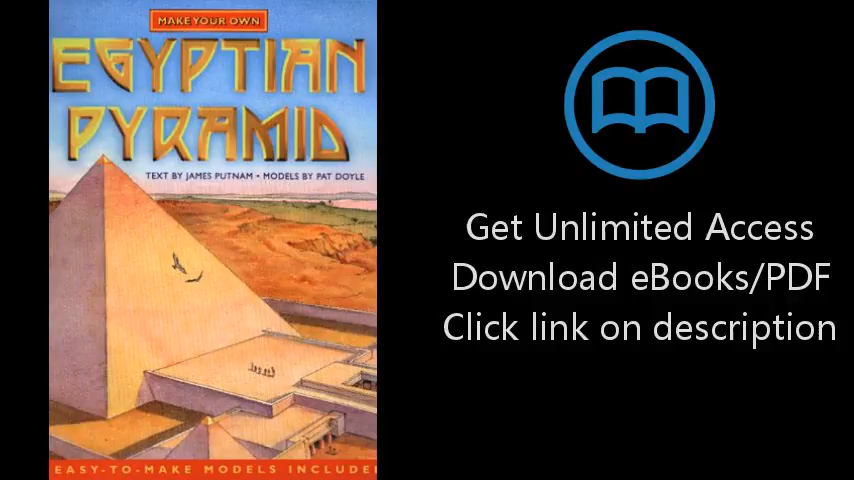 MAKE YOUR OWN
EGYPTIAN
PYRAMID
TEXT BY JAMES PUTNAM • MODELS BY PAT DOYLE
EASY-TO-MAKE MODELS INCLUDED
Get Unlimited Access
Download eBooks/PDF
Click link on description